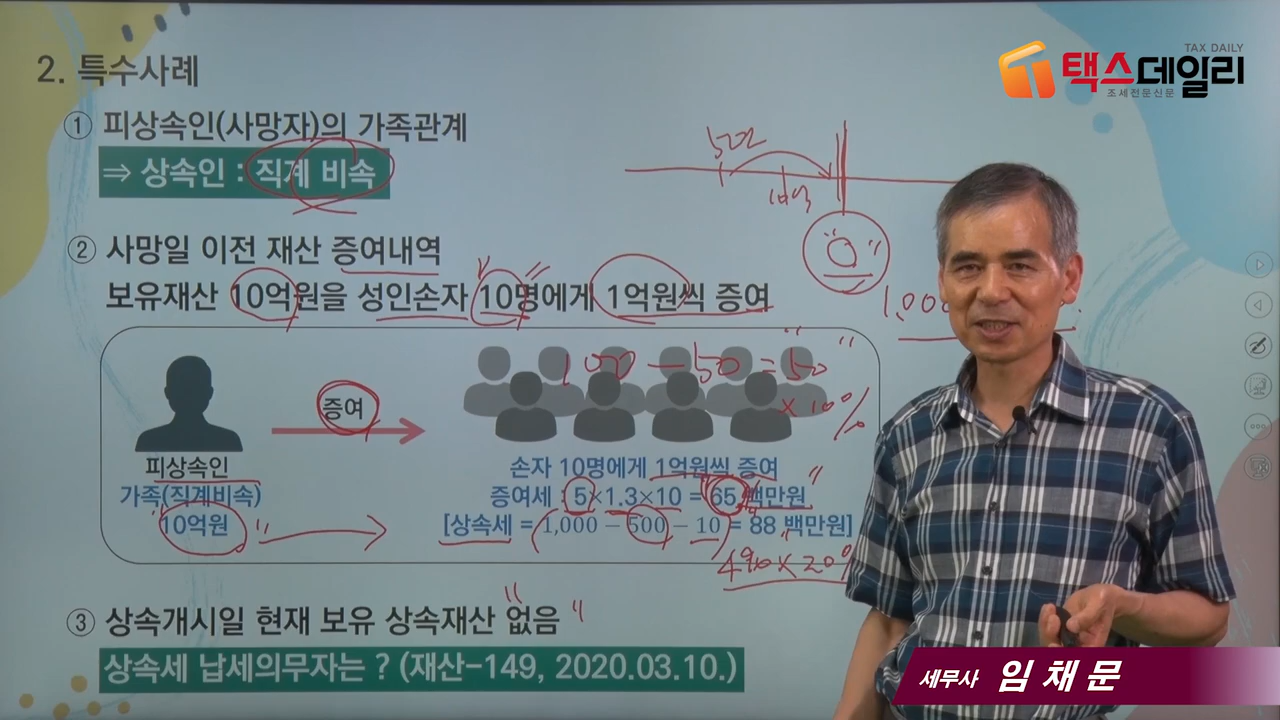 TAX DAILY
택스데일리
조세전문신문
2. 특수사례
① 피상속인(사망자)의 가족관계
⇒ 상속인 : 직계 비속
② 사망일 이전 재산 증여내역
보유재산 10억원을 성인손자 10명에게 1억원씩 증여
증여
100 - 50 = 50
× 10%
피상속인
가족(직계비속)
10억원
손자 10명에게 1억원씩 증여
증여세 : 5×1.3×10 = 65 백만원
[상속세 = (1,000 - 500 - 10) = 88 백만원]
490 × 20%
③ 상속개시일 현재 보유 상속재산 없음
상속세 납세의무자는 ? (재산-149, 2020.03.10.)
"0"
세무사 임채문